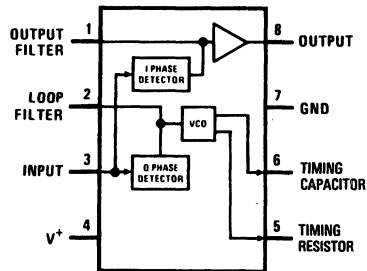 OUTPUT
FILTER
1
I PHASE
DETECTOR
8
OUTPUT
LOOP
FILTER
2
VCO
7
GND
INPUT
3
Q PHASE
DETECTOR
6
TIMING
CAPACITOR
V+
4
5
TIMING
RESISTOR